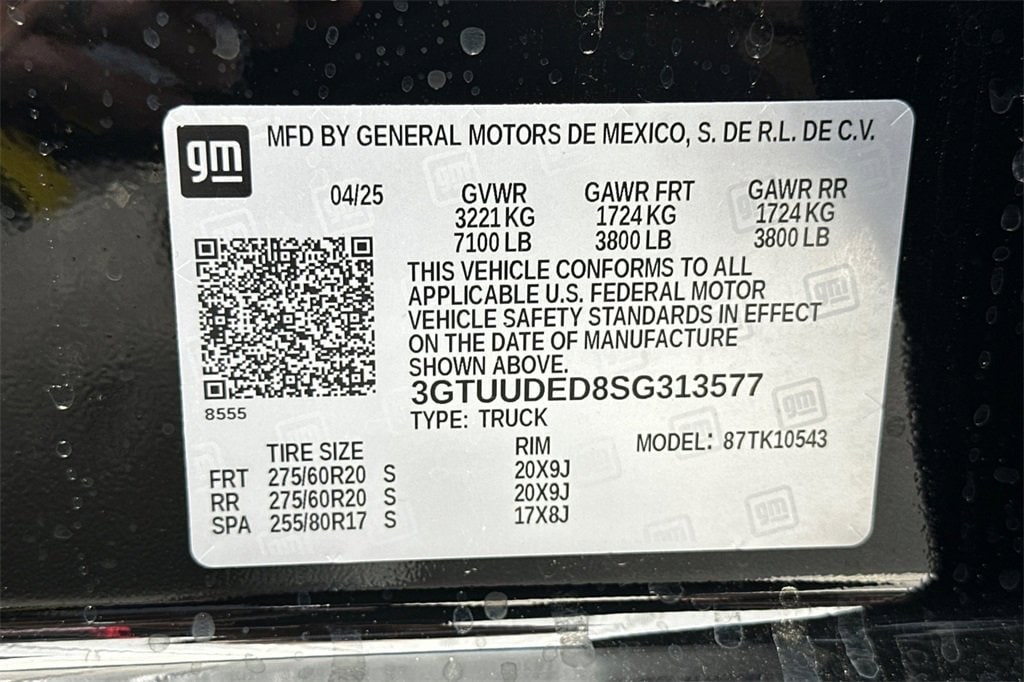 gm
MFD BY GENERAL MOTORS DE MEXICO, S. DE R.L. DE C.V.
04/25 GVWR GAWR FRT GAWR RR
3221 KG 1724 KG 1724 KG
7100 LB 3800 LB 3800 LB
THIS VEHICLE CONFORMS TO ALL
APPLICABLE U.S. FEDERAL MOTOR
VEHICLE SAFETY STANDARDS IN EFFECT
ON THE DATE OF MANUFACTURE
SHOWN ABOVE.
3GTUUDED8SG313577
8555
TYPE: TRUCK
TIRE SIZE RIM MODEL: 87TK10543
FRT 275/60R20 S 20X9J
RR 275/60R20 S 20X9J
SPA 255/80R17 S 17X8J